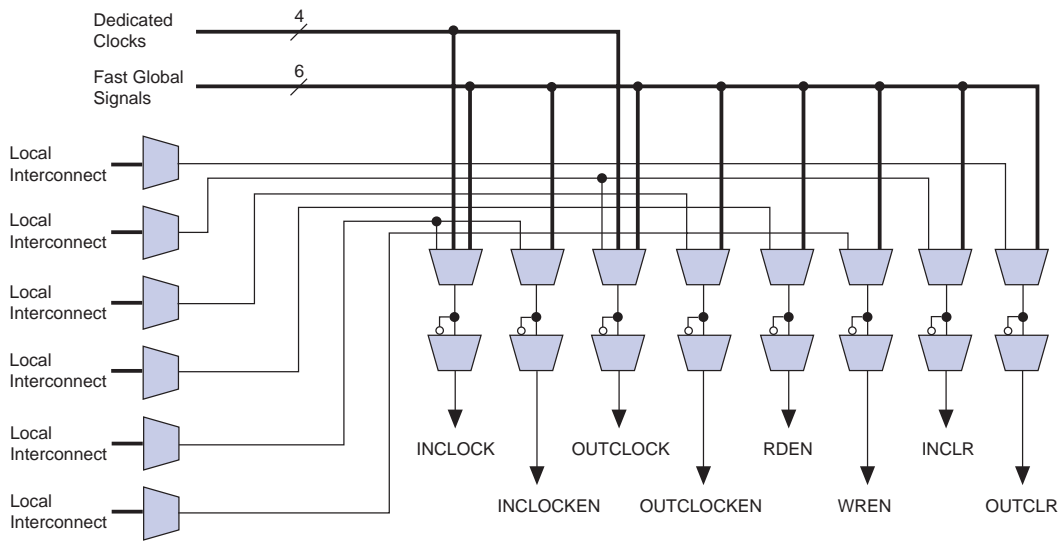 Dedicated
Clocks
4
Fast Global
Signals
6
Local
Interconnect
Local
Interconnect
Local
Interconnect
Local
Interconnect
Local
Interconnect
Local
Interconnect
INCLOCK
OUTCLOCK
RDEN
INCLR
INCLOCKEN
OUTCLOCKEN
WREN
OUTCLR